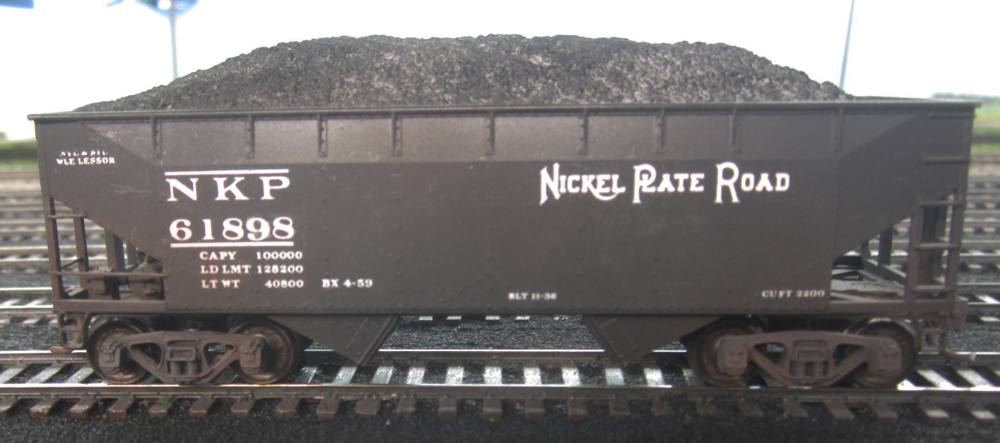 WLE LESSOR
NKP
61898
CAPY 100000
LD LMT 128200
LT WT 40800 BX 4-59
NICKEL PLATE ROAD
BLT 11-36
CU FT 2200